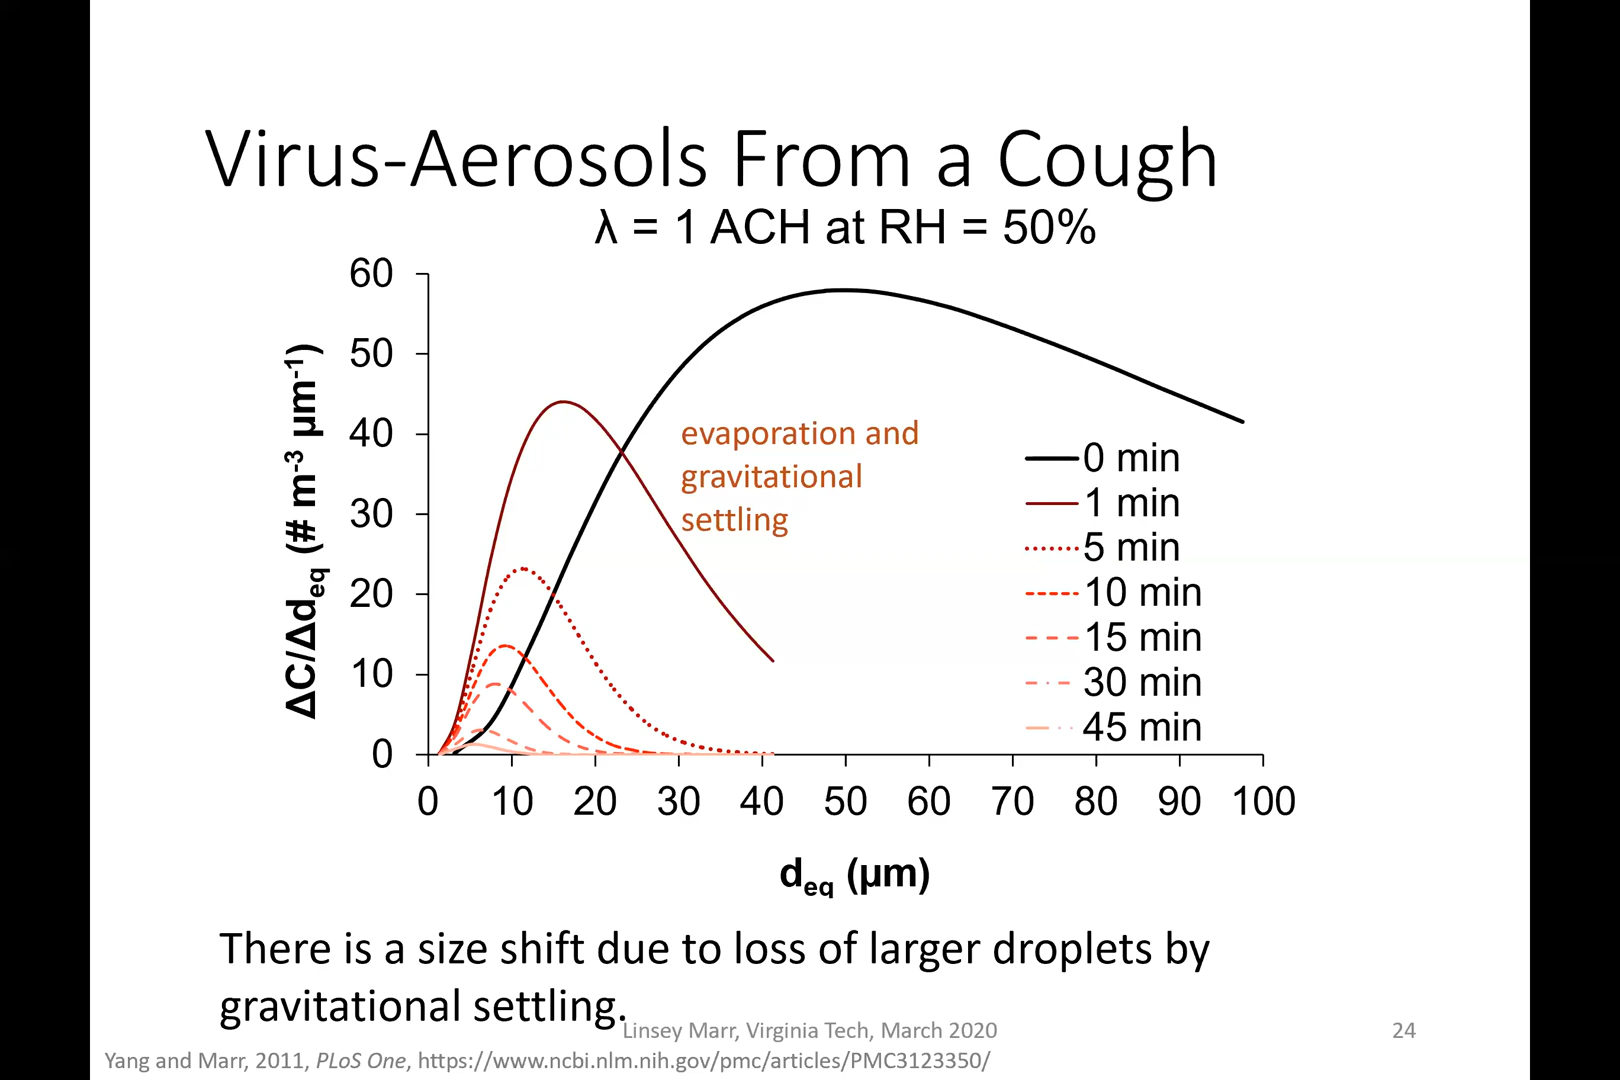 Virus-Aerosols From a Cough
λ = 1 ACH at RH = 50%
60
50
40
30
20
10
0
ΔC/Δd_eq (# m⁻³ µm⁻¹)
evaporation and
gravitational
settling
0 min
1 min
5 min
10 min
15 min
30 min
45 min
0 10 20 30 40 50 60 70 80 90 100
d_eq (µm)
There is a size shift due to loss of larger droplets by
gravitational settling.
Linsey Marr, Virginia Tech, March 2020 24
Yang and Marr, 2011, PLoS One, https://www.ncbi.nlm.nih.gov/pmc/articles/PMC3123350/